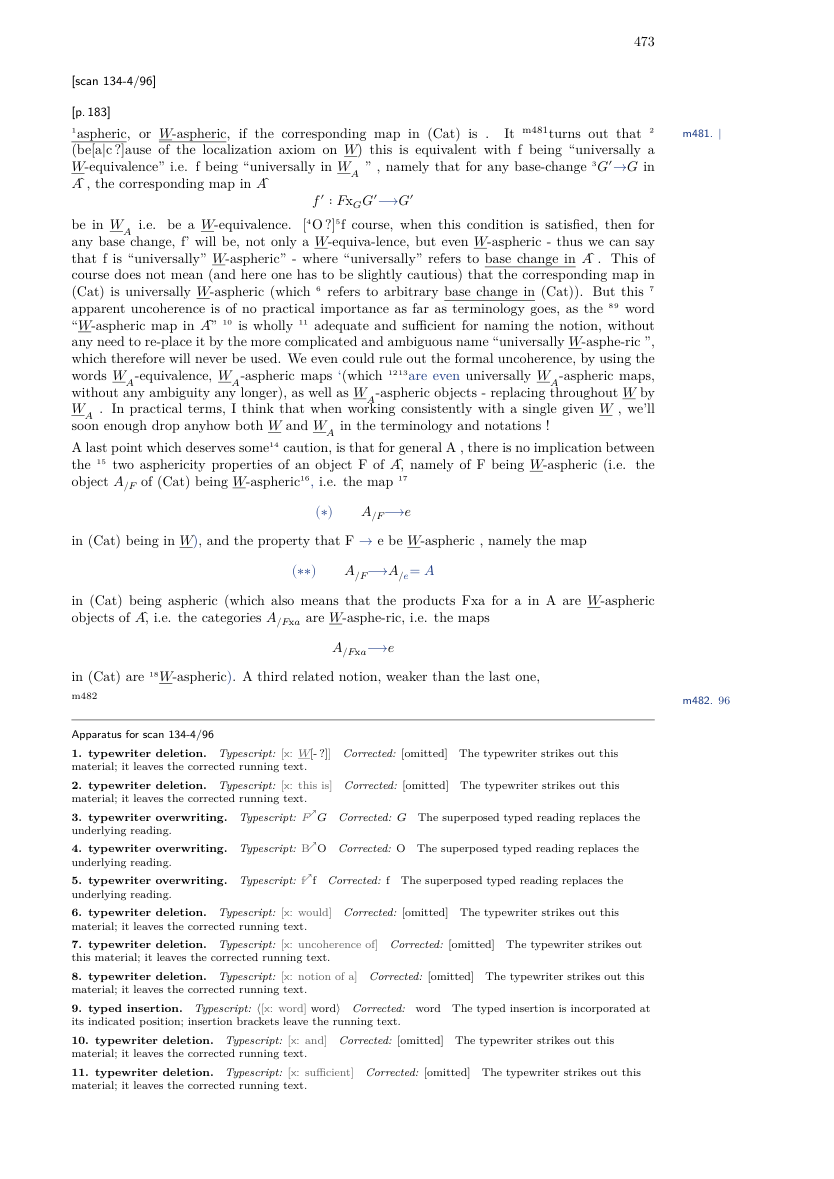 473
[scan 134-4/96]
[p. 183]
¹aspheric, or W-aspheric, if the corresponding map in (Cat) is . It ᵐ⁴⁸¹turns out that ²
m481. |
(be[a|c ?]ause of the localization axiom on W) this is equivalent with f being “universally a
W-equivalence” i.e. f being “universally in W_A ” , namely that for any base-change ³G′→G in
Aˆ , the corresponding map in Aˆ
f′ : Fx_G G′⟶G′
be in W_A i.e. be a W-equivalence. [⁴O ?]⁵f course, when this condition is satisfied, then for
any base change, f’ will be, not only a W-equiva-lence, but even W-aspheric - thus we can say
that f is “universally” W-aspheric” - where “universally” refers to base change in Aˆ . This of
course does not mean (and here one has to be slightly cautious) that the corresponding map in
(Cat) is universally W-aspheric (which ⁶ refers to arbitrary base change in (Cat)). But this ⁷
apparent uncoherence is of no practical importance as far as terminology goes, as the ⁸⁹ word
“W-aspheric map in Aˆ” ¹⁰ is wholly ¹¹ adequate and sufficient for naming the notion, without
any need to re-place it by the more complicated and ambiguous name “universally W-asphe-ric ”,
which therefore will never be used. We even could rule out the formal uncoherence, by using the
words W_A-equivalence, W_A-aspheric maps ‘(which ¹²¹³are even universally W_A-aspheric maps,
without any ambiguity any longer), as well as W_A-aspheric objects - replacing throughout W by
W_A . In practical terms, I think that when working consistently with a single given W , we’ll
soon enough drop anyhow both W and W_A in the terminology and notations !
A last point which deserves some¹⁴ caution, is that for general A , there is no implication between
the ¹⁵ two asphericity properties of an object F of Aˆ, namely of F being W-aspheric (i.e. the
object A_/F of (Cat) being W-aspheric¹⁶, i.e. the map ¹⁷
(∗) A_/F⟶e
in (Cat) being in W), and the property that F → e be W-aspheric , namely the map
(∗∗) A_/F⟶A_/e= A
in (Cat) being aspheric (which also means that the products Fxa for a in A are W-aspheric
objects of Aˆ, i.e. the categories A_/Fxa are W-asphe-ric, i.e. the maps
A_/Fxa⟶e
in (Cat) are ¹⁸W-aspheric). A third related notion, weaker than the last one,
m482
m482. 96
Apparatus for scan 134-4/96
1. typewriter deletion. Typescript: [x: W[- ?]] Corrected: [omitted] The typewriter strikes out this
material; it leaves the corrected running text.
2. typewriter deletion. Typescript: [x: this is] Corrected: [omitted] The typewriter strikes out this
material; it leaves the corrected running text.
3. typewriter overwriting. Typescript: F↗G Corrected: G The superposed typed reading replaces the
underlying reading.
4. typewriter overwriting. Typescript: B↗O Corrected: O The superposed typed reading replaces the
underlying reading.
5. typewriter overwriting. Typescript: f↗f Corrected: f The superposed typed reading replaces the
underlying reading.
6. typewriter deletion. Typescript: [x: would] Corrected: [omitted] The typewriter strikes out this
material; it leaves the corrected running text.
7. typewriter deletion. Typescript: [x: uncoherence of] Corrected: [omitted] The typewriter strikes out
this material; it leaves the corrected running text.
8. typewriter deletion. Typescript: [x: notion of a] Corrected: [omitted] The typewriter strikes out this
material; it leaves the corrected running text.
9. typed insertion. Typescript: ⟨[x: word] word⟩ Corrected: word The typed insertion is incorporated at
its indicated position; insertion brackets leave the running text.
10. typewriter deletion. Typescript: [x: and] Corrected: [omitted] The typewriter strikes out this
material; it leaves the corrected running text.
11. typewriter deletion. Typescript: [x: sufficient] Corrected: [omitted] The typewriter strikes out this
material; it leaves the corrected running text.